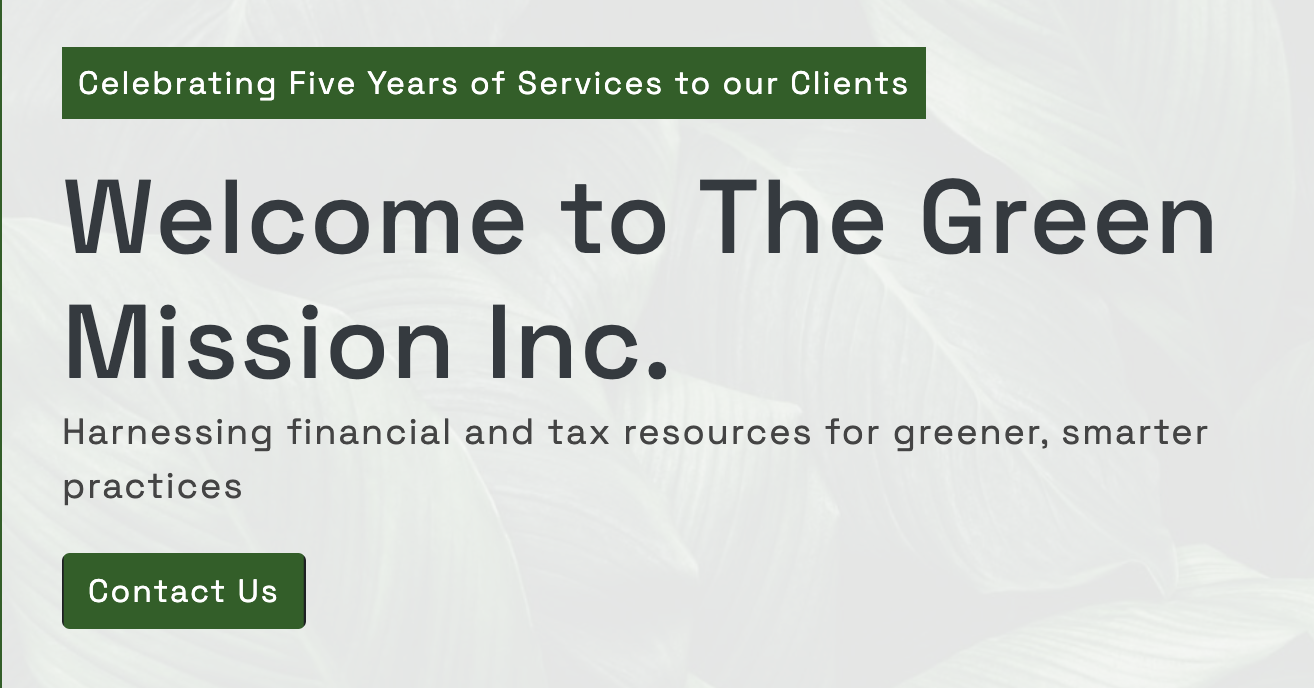 Celebrating Five Years of Services to our Clients
Welcome to The Green
Mission Inc.
Harnessing financial and tax resources for greener, smarter
practices
Contact Us